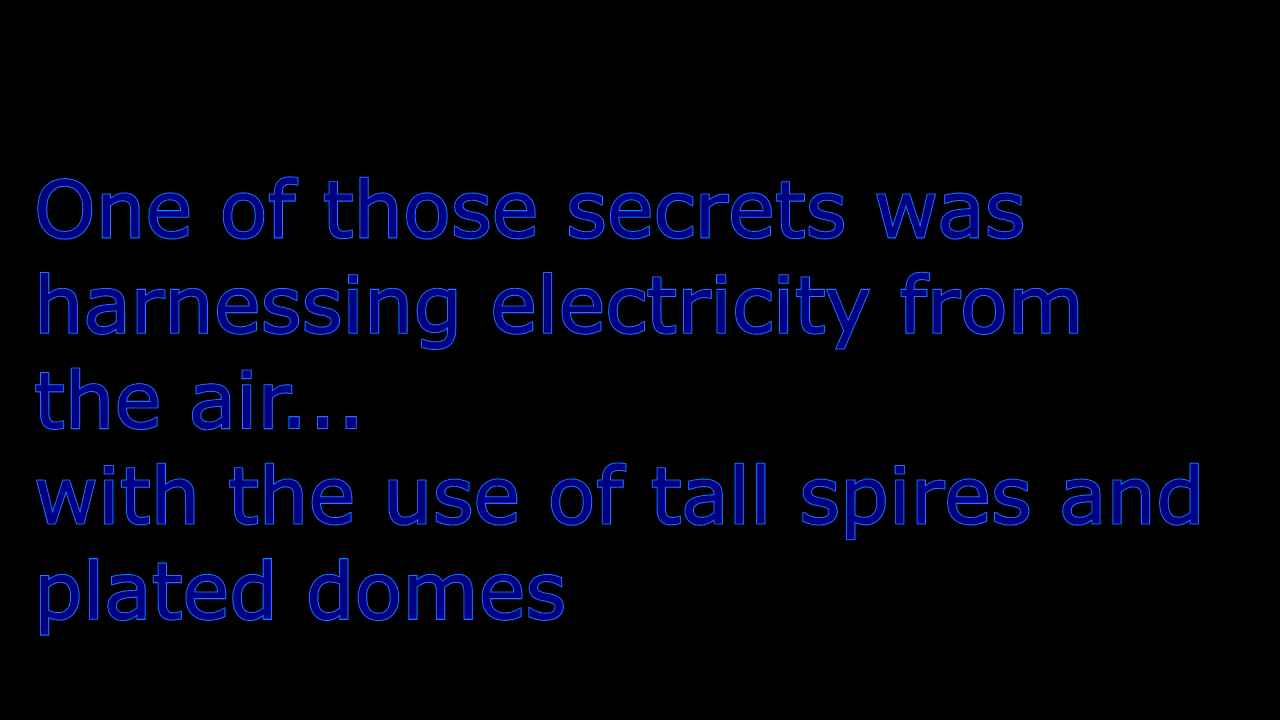 One of those secrets was
harnessing electricity from
the air...
with the use of tall spires and
plated domes